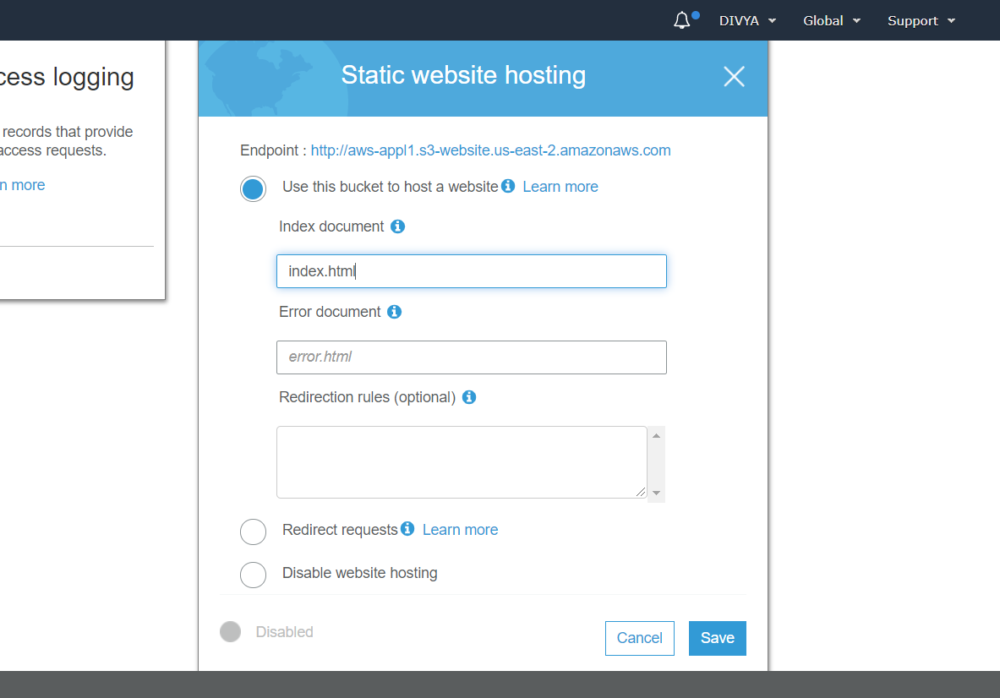 DIVYA Global Support
cess logging
records that provide
access requests.
n more
Static website hosting
Endpoint : http://aws-appl1.s3-website.us-east-2.amazonaws.com
Use this bucket to host a website Learn more
Index document
index.html
Error document
error.html
Redirection rules (optional)
Redirect requests Learn more
Disable website hosting
Disabled
Cancel Save